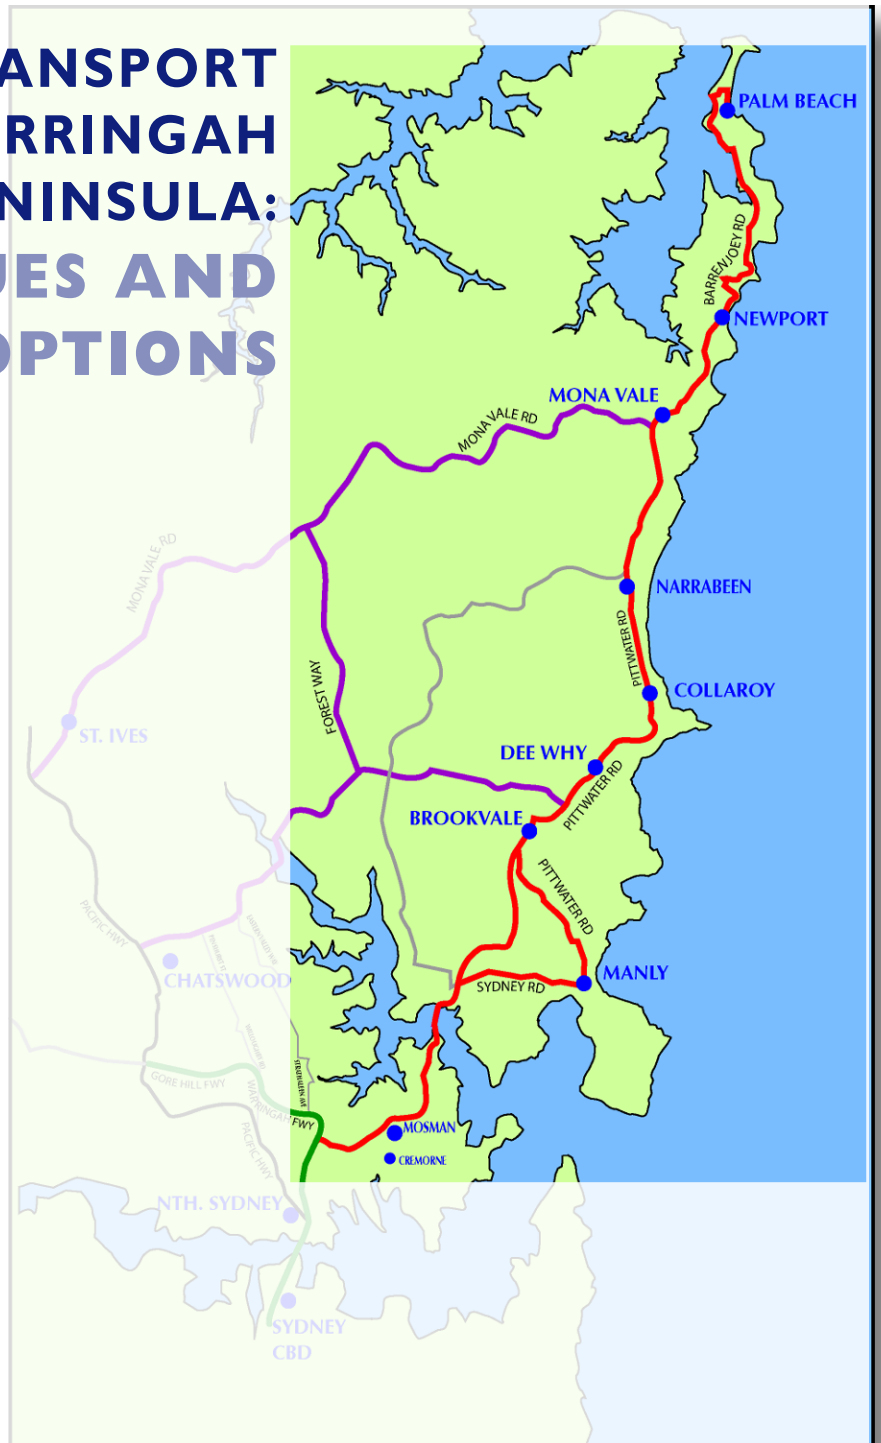 ANSPORT
RRINGAH
NINSULA:
UES AND
OPTIONS
PALM BEACH
BARRENJOEY RD
NEWPORT
MONA VALE
MONA VALE RD
MONA VALE RD
NARRABEEN
PITTWATER RD
COLLAROY
FOREST WAY
ST. IVES
DEE WHY
PITTWATER RD
BROOKVALE
PITTWATER RD
PACIFIC HWY
CHATSWOOD
MANLY
SYDNEY RD
GORE HILL FWY
WARRINGAH FWY
PACIFIC HWY
MOSMAN
CREMORNE
NTH. SYDNEY
SYDNEY
CBD